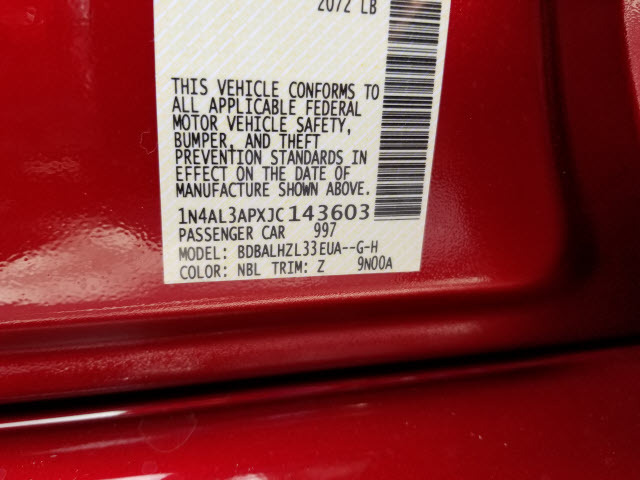 2072 LB
THIS VEHICLE CONFORMS TO
ALL APPLICABLE FEDERAL
MOTOR VEHICLE SAFETY,
BUMPER, AND THEFT
PREVENTION STANDARDS IN
EFFECT ON THE DATE OF
MANUFACTURE SHOWN ABOVE.
1N4AL3APXJC143603
PASSENGER CAR 997
MODEL: BDBALHZL33EUA--G-H
COLOR: NBL TRIM: Z 9N00A